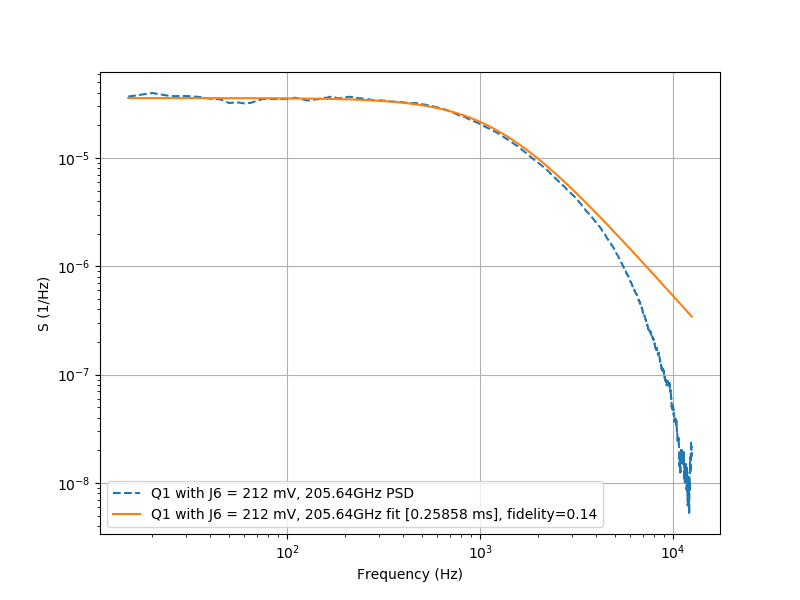 10⁻⁵
10⁻⁶
10⁻⁷
10⁻⁸
S (1/Hz)
Q1 with J6 = 212 mV, 205.64GHz PSD
Q1 with J6 = 212 mV, 205.64GHz fit [0.25858 ms], fidelity=0.14
10² 10³ 10⁴
Frequency (Hz)